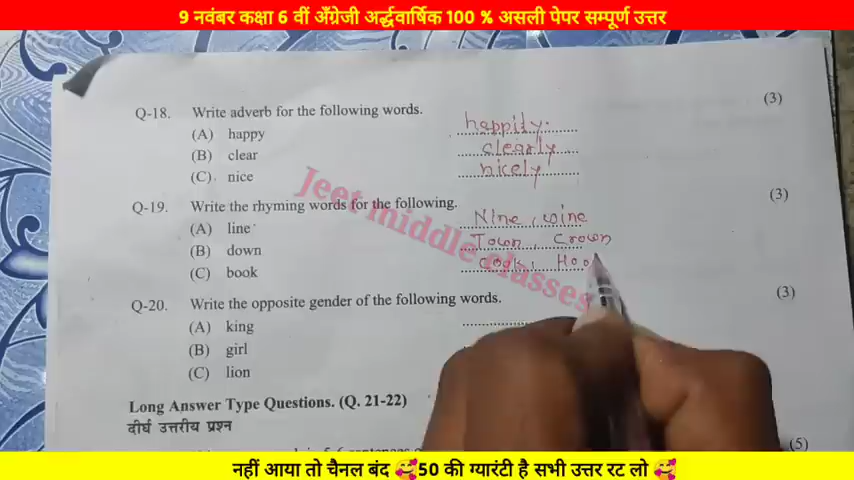 9 नवंबर कक्षा 6 वीं अँग्रेजी अर्द्धवार्षिक 100 % असली पेपर सम्पूर्ण उत्तर
Q-18. Write adverb for the following words. (3)
(A) happy happily.
(B) clear clearly
(C) nice nicely
Q-19. Write the rhyming words for the following. (3)
(A) line Nine, wine
(B) down Town, Crown
(C) book Cook, Hoo
Q-20. Write the opposite gender of the following words. (3)
(A) king
(B) girl
(C) lion
Long Answer Type Questions. (Q. 21-22)
दीर्घ उत्तरीय प्रश्न
(5)
Jeet middle classes
नहीं आया तो चैनल बंद 🥰50 की ग्यारंटी है सभी उत्तर रट लो 🥰